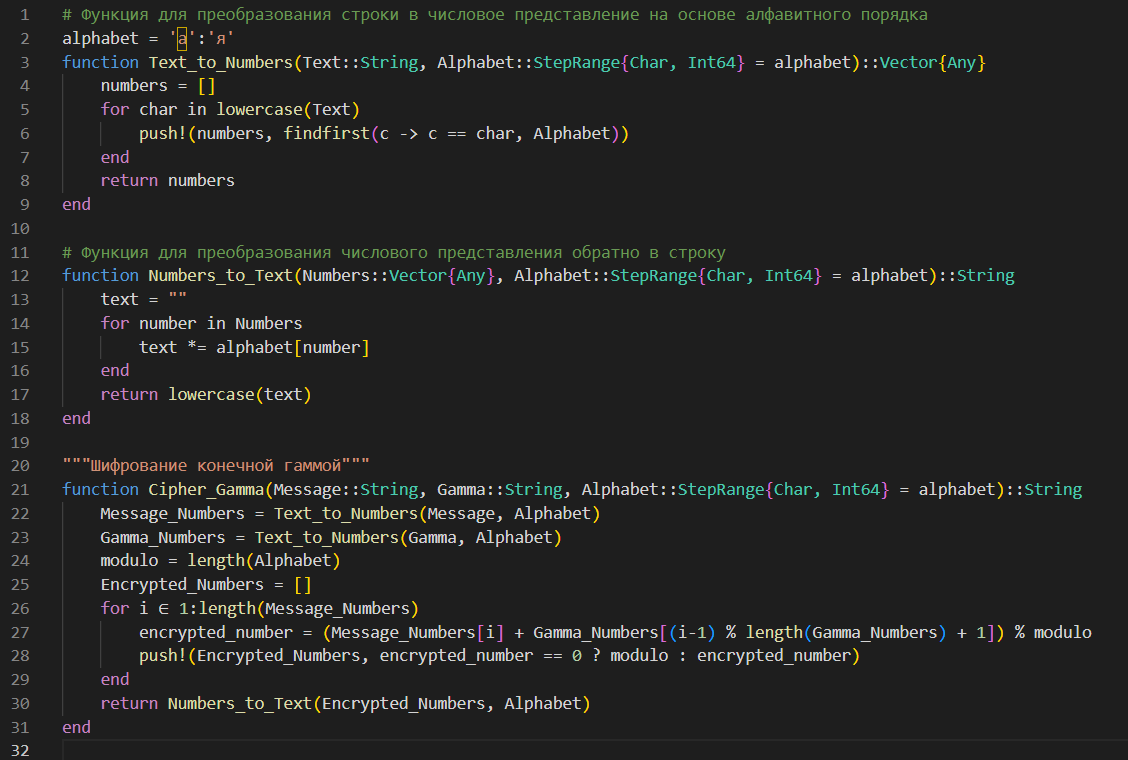 1 # Функция для преобразования строки в числовое представление на основе алфавитного порядка
2 alphabet = 'а':'я'
3 function Text_to_Numbers(Text::String, Alphabet::StepRange{Char, Int64} = alphabet)::Vector{Any}
4     numbers = []
5     for char in lowercase(Text)
6         push!(numbers, findfirst(c -> c == char, Alphabet))
7     end
8     return numbers
9 end
10
11 # Функция для преобразования числового представления обратно в строку
12 function Numbers_to_Text(Numbers::Vector{Any}, Alphabet::StepRange{Char, Int64} = alphabet)::String
13     text = ""
14     for number in Numbers
15         text *= alphabet[number]
16     end
17     return lowercase(text)
18 end
19
20 """Шифрование конечной гаммой"""
21 function Cipher_Gamma(Message::String, Gamma::String, Alphabet::StepRange{Char, Int64} = alphabet)::String
22     Message_Numbers = Text_to_Numbers(Message, Alphabet)
23     Gamma_Numbers = Text_to_Numbers(Gamma, Alphabet)
24     modulo = length(Alphabet)
25     Encrypted_Numbers = []
26     for i ∈ 1:length(Message_Numbers)
27         encrypted_number = (Message_Numbers[i] + Gamma_Numbers[(i-1) % length(Gamma_Numbers) + 1]) % modulo
28         push!(Encrypted_Numbers, encrypted_number == 0 ? modulo : encrypted_number)
29     end
30     return Numbers_to_Text(Encrypted_Numbers, Alphabet)
31 end
32